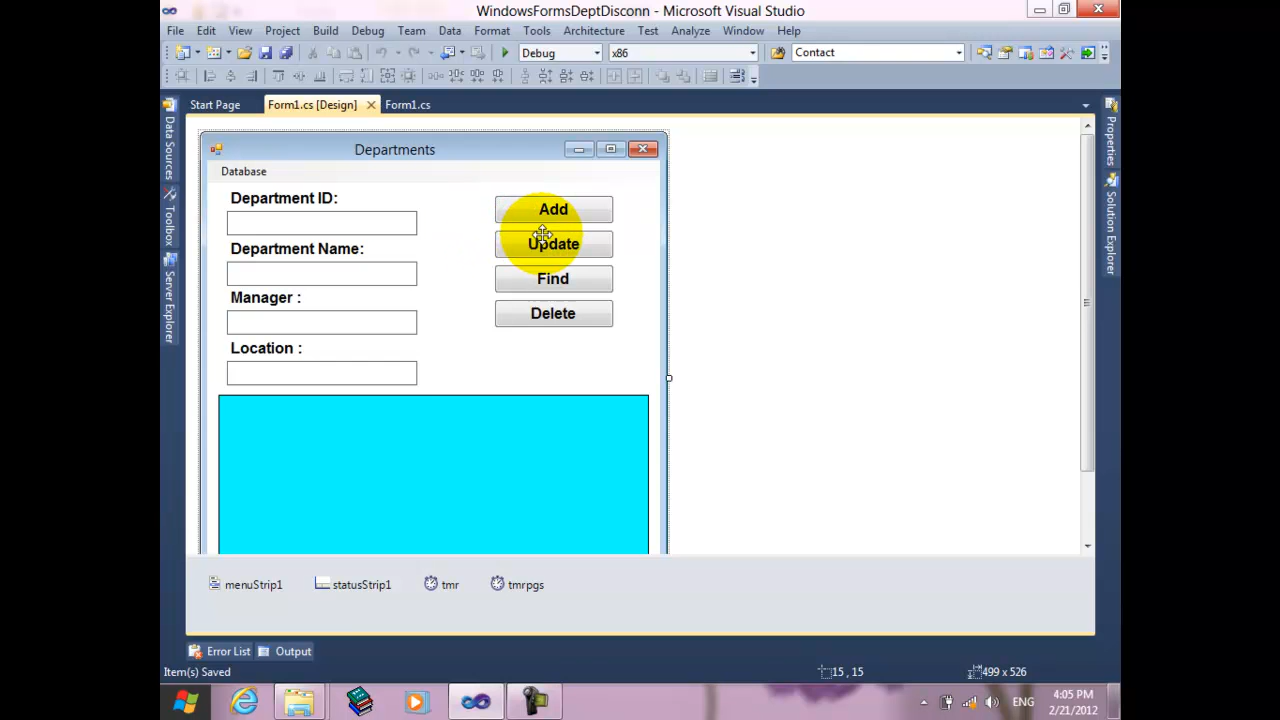 WindowsFormsDeptDisconn - Microsoft Visual Studio
File Edit View Project Build Debug Team Data Format Tools Architecture Test Analyze Window Help
Debug x86 Contact
Start Page Form1.cs [Design] Form1.cs
Data Sources
Toolbox
Server Explorer
Departments
Database
Department ID:
Department Name:
Manager :
Location :
Add
Update
Find
Delete
Properties
Solution Explorer
menuStrip1 statusStrip1 tmr tmrpgs
Error List Output
Item(s) Saved 15 , 15 499 x 526
ENG 4:05 PM
2/21/2012